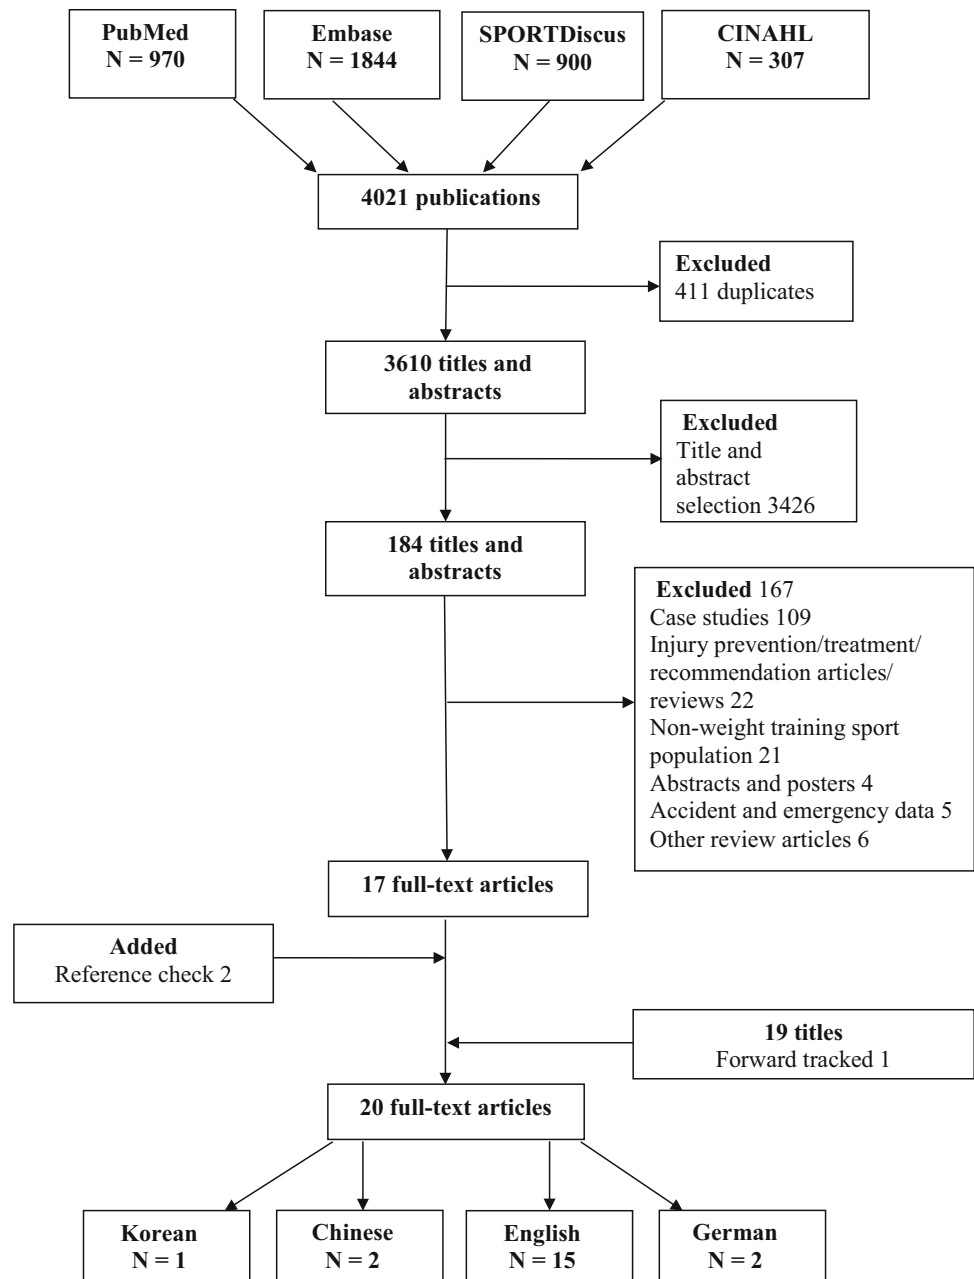 PubMed
N = 970
Embase
N = 1844
SPORTDiscus
N = 900
CINAHL
N = 307
4021 publications
Excluded
411 duplicates
3610 titles and
abstracts
Excluded
Title and
abstract
selection 3426
184 titles and
abstracts
Excluded 167
Case studies 109
Injury prevention/treatment/
recommendation articles/
reviews 22
Non-weight training sport
population 21
Abstracts and posters 4
Accident and emergency data 5
Other review articles 6
17 full-text articles
Added
Reference check 2
19 titles
Forward tracked 1
20 full-text articles
Korean
N = 1
Chinese
N = 2
English
N = 15
German
N = 2